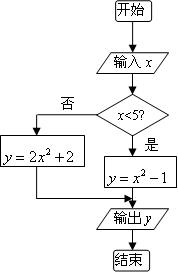 开始
输入 x
x<5?
否
是
y = 2x² + 2
y = x² − 1
输出 y
结束